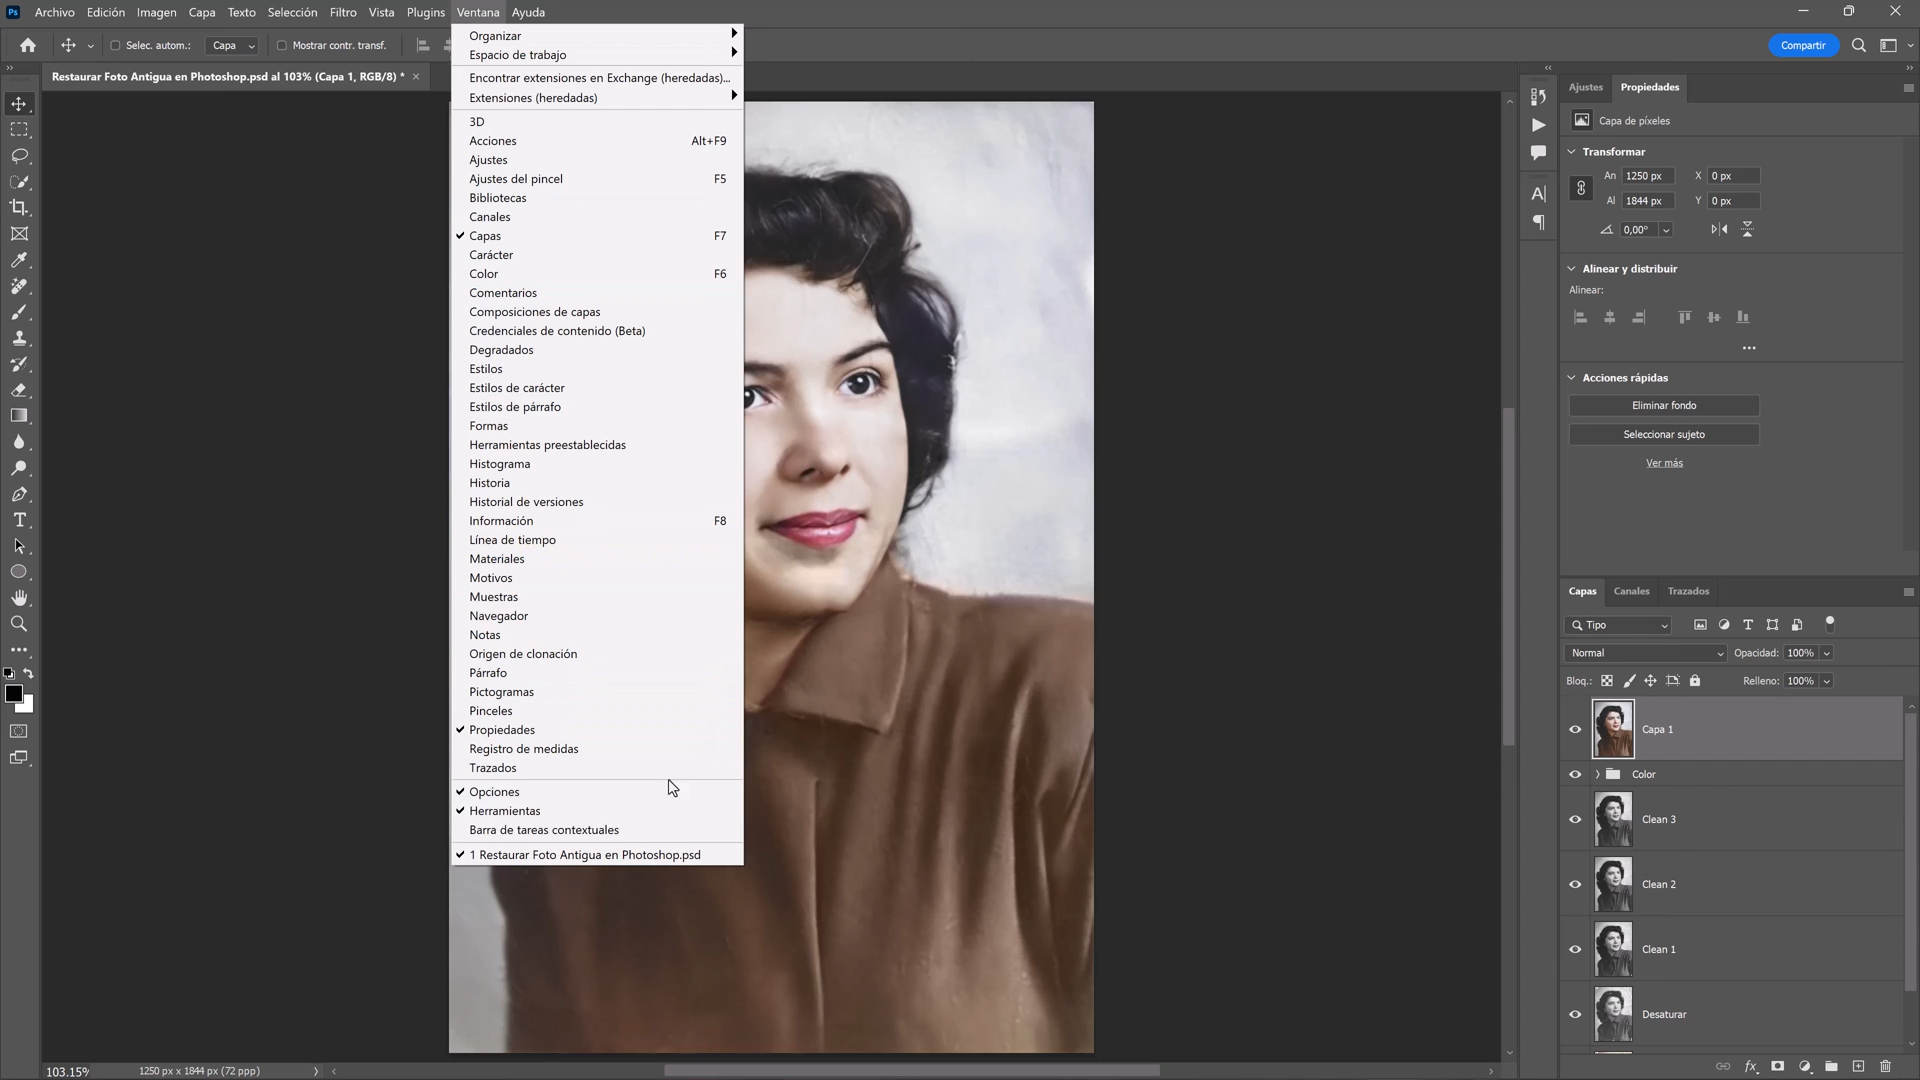 Ps Archivo Edición Imagen Capa Texto Selección Filtro Vista Plugins Ventana Ayuda
Selec. autom.: Capa Mostrar contr. transf. Compartir
Restaurar Foto Antigua en Photoshop.psd al 103% (Capa 1, RGB/8) *
Organizar
Espacio de trabajo
Encontrar extensiones en Exchange (heredadas)...
Extensiones (heredadas)
3D
Acciones Alt+F9
Ajustes
Ajustes del pincel F5
Bibliotecas
Canales
Capas F7
Carácter
Color F6
Comentarios
Composiciones de capas
Credenciales de contenido (Beta)
Degradados
Estilos
Estilos de carácter
Estilos de párrafo
Formas
Herramientas preestablecidas
Histograma
Historia
Historial de versiones
Información F8
Línea de tiempo
Materiales
Motivos
Muestras
Navegador
Notas
Origen de clonación
Párrafo
Pictogramas
Pinceles
Propiedades
Registro de medidas
Trazados
Opciones
Herramientas
Barra de tareas contextuales
1 Restaurar Foto Antigua en Photoshop.psd
Ajustes Propiedades
Capa de píxeles
Transformar
An 1250 px X 0 px
Al 1844 px Y 0 px
0,00°
Alinear y distribuir
Alinear:
Acciones rápidas
Eliminar fondo
Seleccionar sujeto
Ver más
Capas Canales Trazados
Tipo
Normal Opacidad: 100%
Bloq.: Relleno: 100%
Capa 1
Color
Clean 3
Clean 2
Clean 1
Desaturar
103.15% 1250 px x 1844 px (72 ppp)